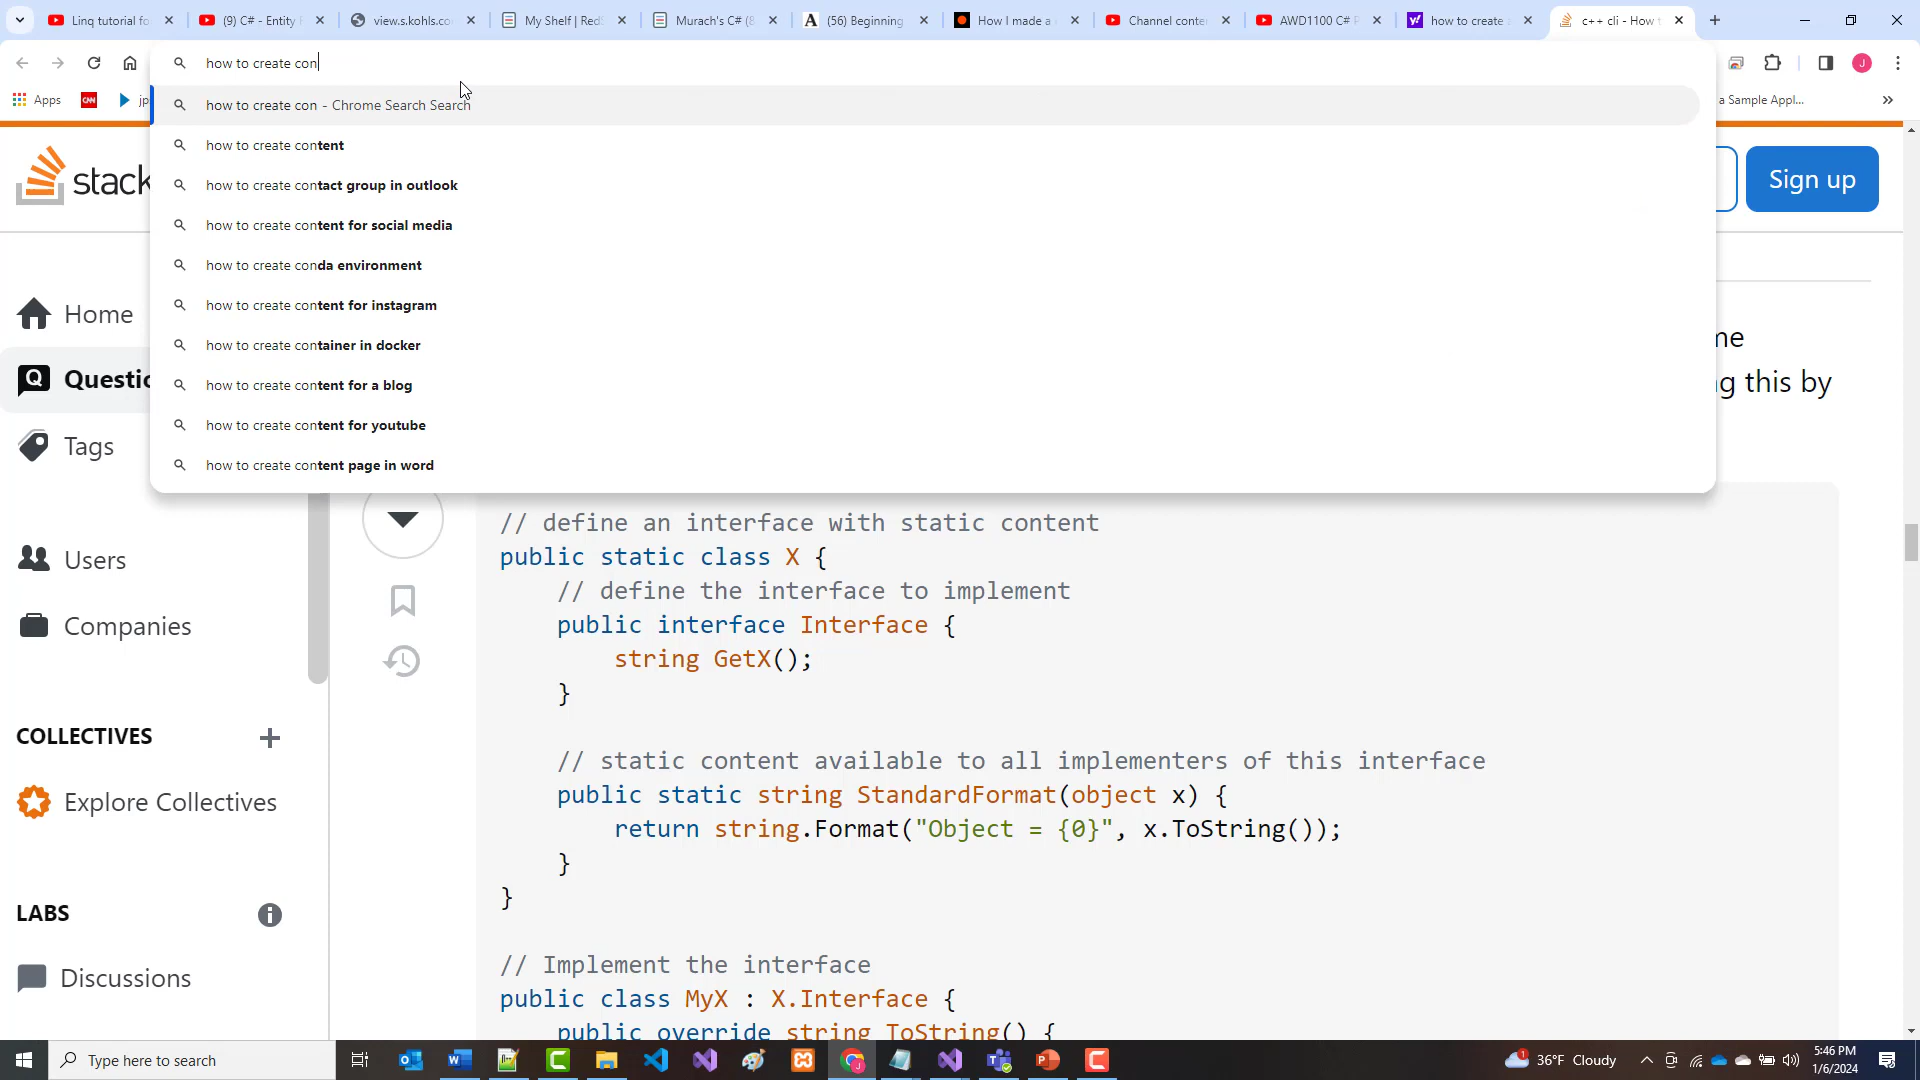 Linq tutorial fo
(9) C# - Entity F
view.s.kohls.co
My Shelf | Red
Murach's C# (8
(56) Beginning
How I made a
Channel conte
AWD1100 C# P
how to create
c++ cli - How t
how to create con
Apps
CNN
jp
a Sample Appl...
how to create con - Chrome Search Search
how to create content
how to create contact group in outlook
how to create content for social media
how to create conda environment
how to create content for instagram
how to create container in docker
how to create content for a blog
how to create content for youtube
how to create content page in word
stack
Sign up
Home
Questio
Tags
Users
Companies
COLLECTIVES
Explore Collectives
LABS
Discussions
me
g this by
// define an interface with static content
public static class X {
// define the interface to implement
public interface Interface {
string GetX();
}
// static content available to all implementers of this interface
public static string StandardFormat(object x) {
return string.Format("Object = {0}", x.ToString());
}
}
// Implement the interface
public class MyX : X.Interface {
public override string ToString() {
Type here to search
36°F Cloudy
5:46 PM
1/6/2024